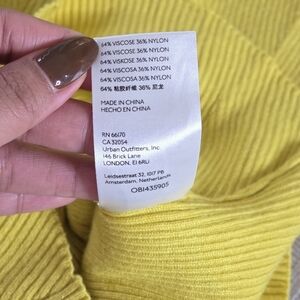 64% VISCOSE 36% NYLON
64% VISCOSE 36% NYLON
64% VISKOSE 36% NYLON
64% VISCOSA 36% NYLON
64% VISCOSA 36% NYLON
64% 粘胶纤维 36% 尼龙
MADE IN CHINA
HECHO EN CHINA
RN 66170
CA 32054
Urban Outfitters, Inc.
146 Brick Lane
LONDON, E1 6RU
Leidsestraat 32, 1017 PB
Amsterdam, Netherlands
OB1435905